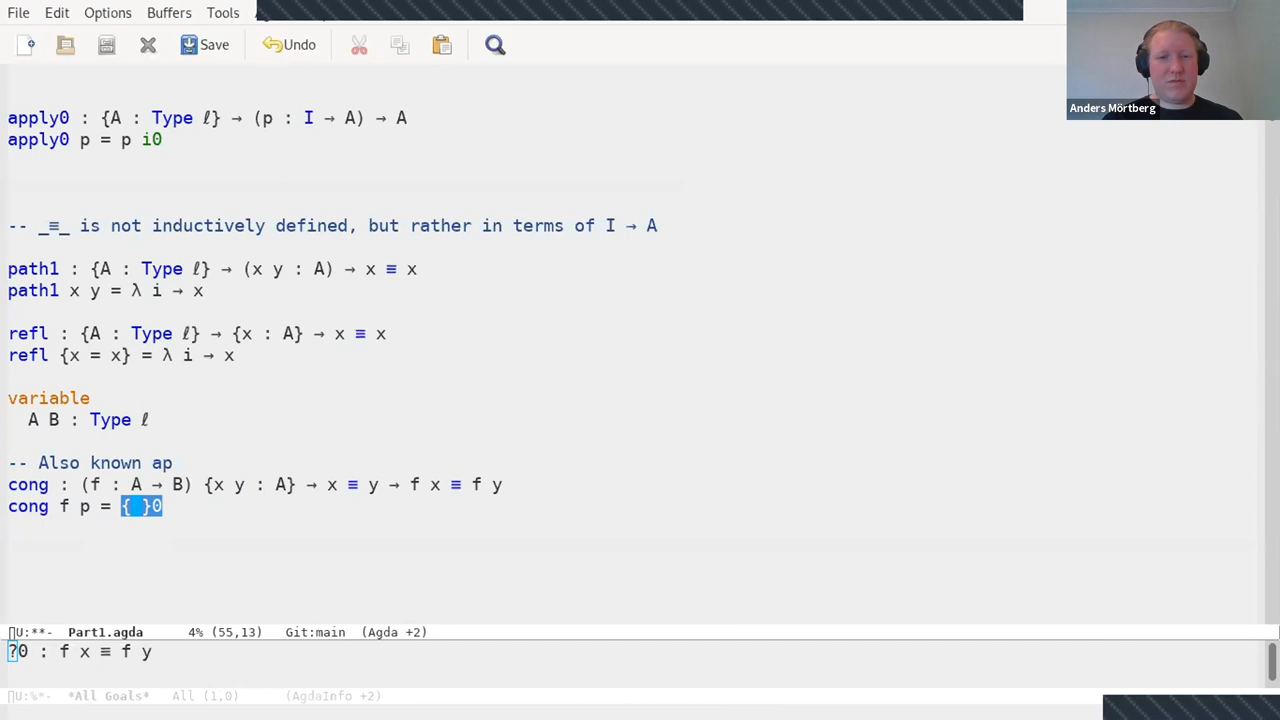 File Edit Options Buffers Tools
Save Undo
Anders Mörtberg
apply0 : {A : Type ℓ} → (p : I → A) → A
apply0 p = p i0
-- _≡_ is not inductively defined, but rather in terms of I → A
path1 : {A : Type ℓ} → (x y : A) → x ≡ x
path1 x y = λ i → x
refl : {A : Type ℓ} → {x : A} → x ≡ x
refl {x = x} = λ i → x
variable
A B : Type ℓ
-- Also known ap
cong : (f : A → B) {x y : A} → x ≡ y → f x ≡ f y
cong f p = { }0
U:**- Part1.agda 4% (55,13) Git:main (Agda +2)
?0 : f x ≡ f y
U:%*- *All Goals* All (1,0) (AgdaInfo +2)